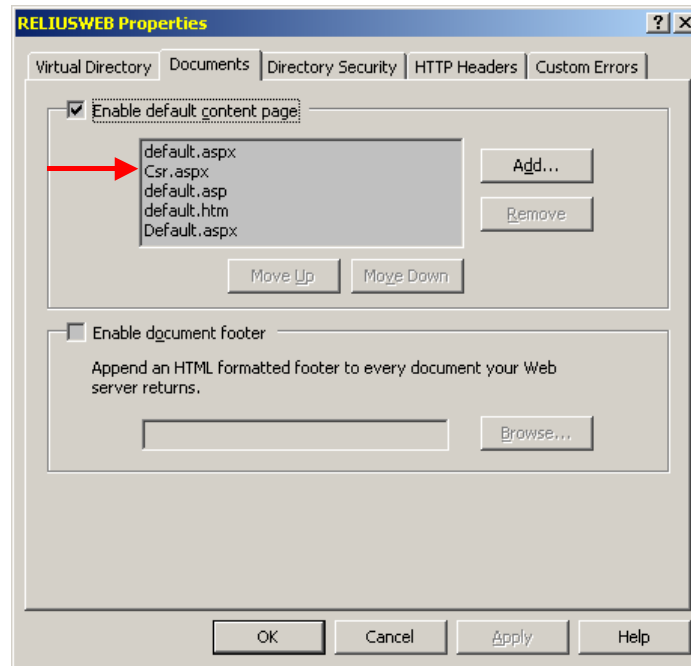 RELIUSWEB Properties
Virtual Directory Documents Directory Security HTTP Headers Custom Errors
Enable default content page
default.aspx
Csr.aspx
default.asp
default.htm
Default.aspx
Add...
Remove
Move Up Move Down
Enable document footer
Append an HTML formatted footer to every document your Web
server returns.
Browse...
OK Cancel Apply Help